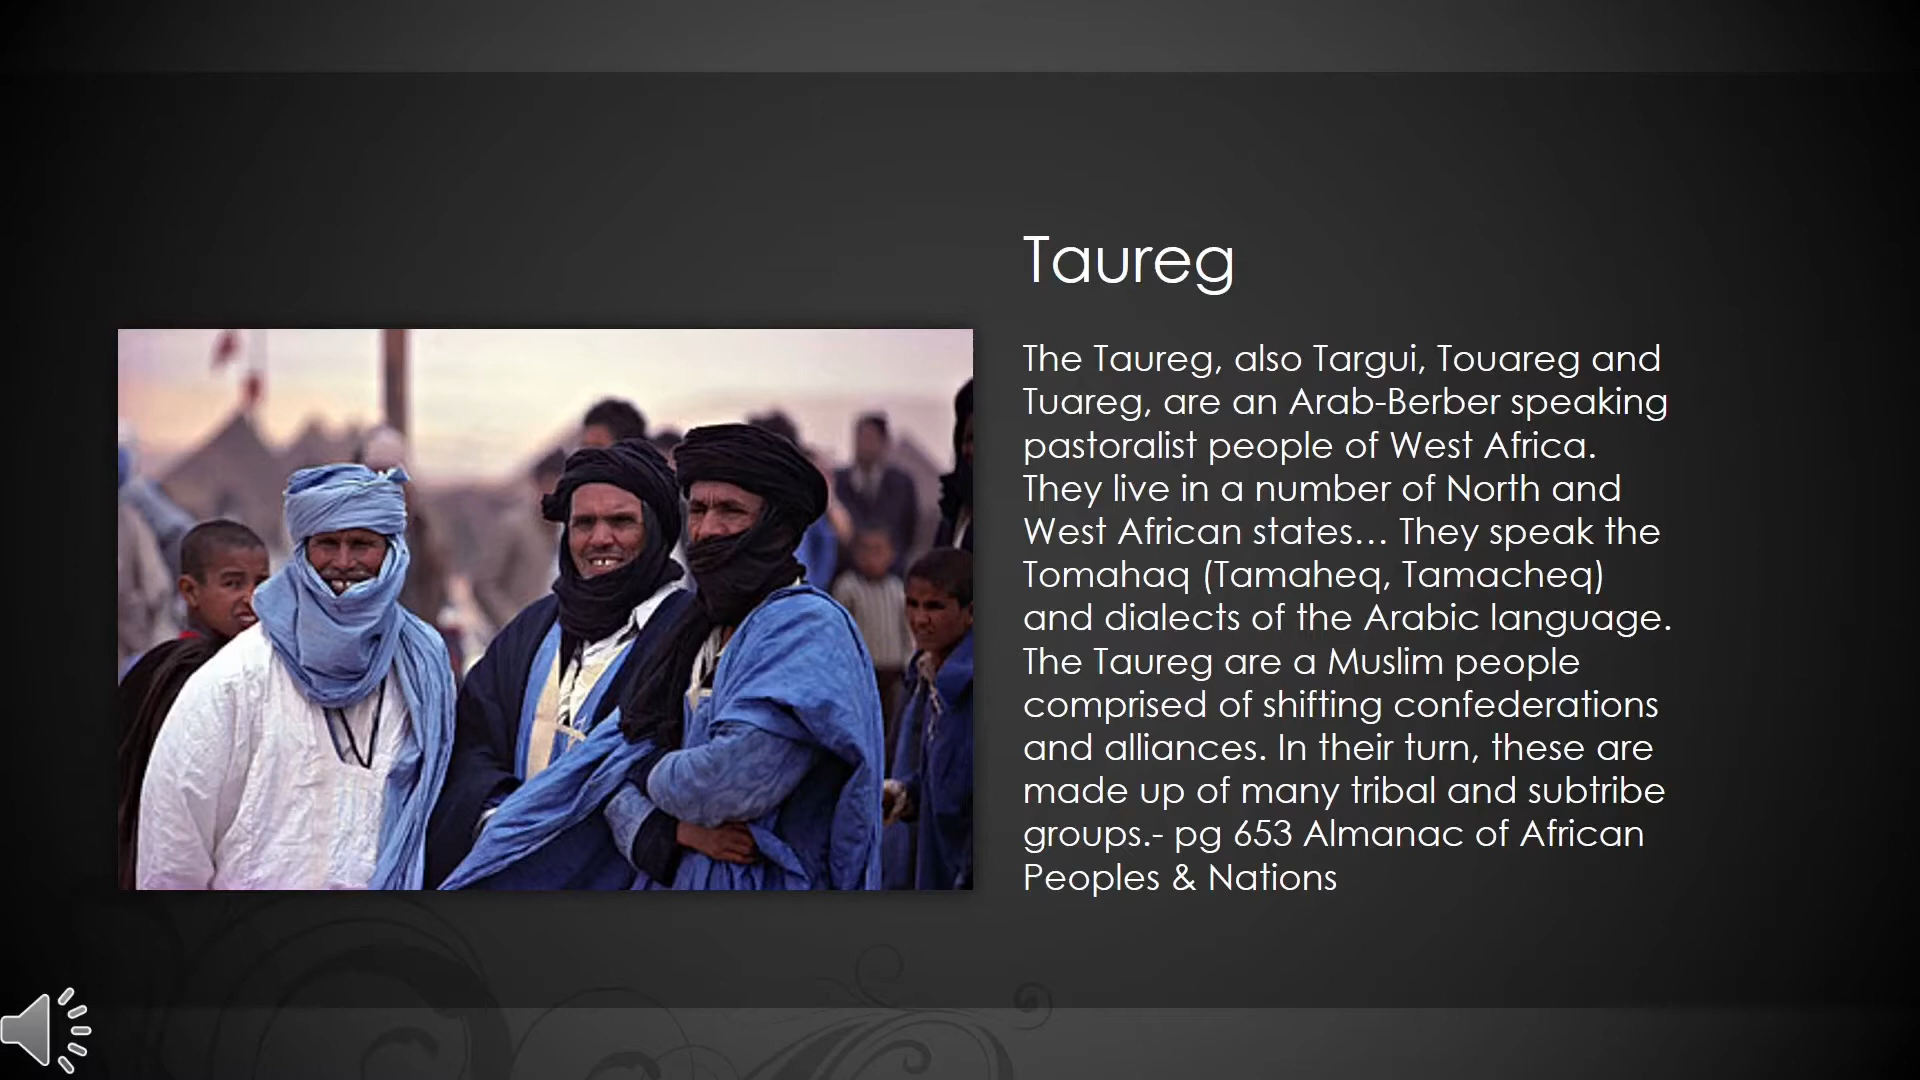 Taureg
The Taureg, also Targui, Touareg and
Tuareg, are an Arab-Berber speaking
pastoralist people of West Africa.
They live in a number of North and
West African states… They speak the
Tomahaq (Tamaheq, Tamacheq)
and dialects of the Arabic language.
The Taureg are a Muslim people
comprised of shifting confederations
and alliances. In their turn, these are
made up of many tribal and subtribe
groups.- pg 653 Almanac of African
Peoples & Nations